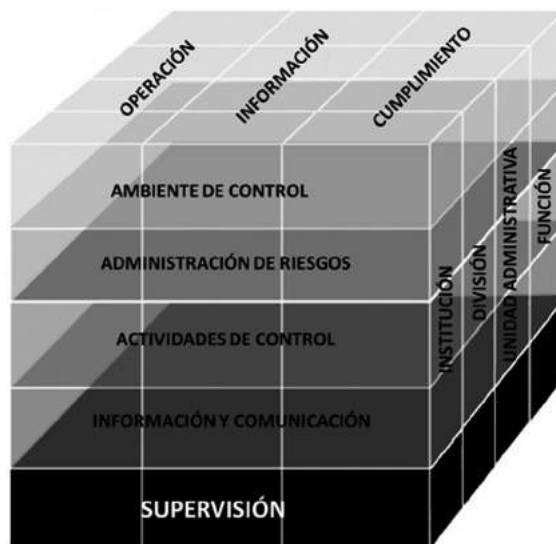 OPERACIÓN
INFORMACIÓN
CUMPLIMIENTO
AMBIENTE DE CONTROL
ADMINISTRACIÓN DE RIESGOS
ACTIVIDADES DE CONTROL
INFORMACIÓN Y COMUNICACIÓN
SUPERVISIÓN
INSTITUCIÓN
DIVISIÓN
UNIDAD ADMINISTRATIVA
FUNCIÓN